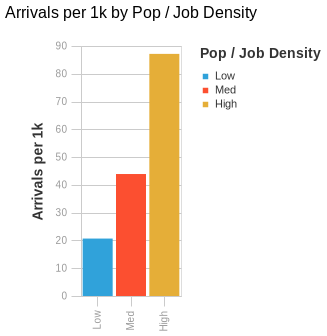 Arrivals per 1k by Pop / Job Density
Pop / Job Density
Low
Med
High
Arrivals per 1k
90
80
70
60
50
40
30
20
10
0
Low
Med
High